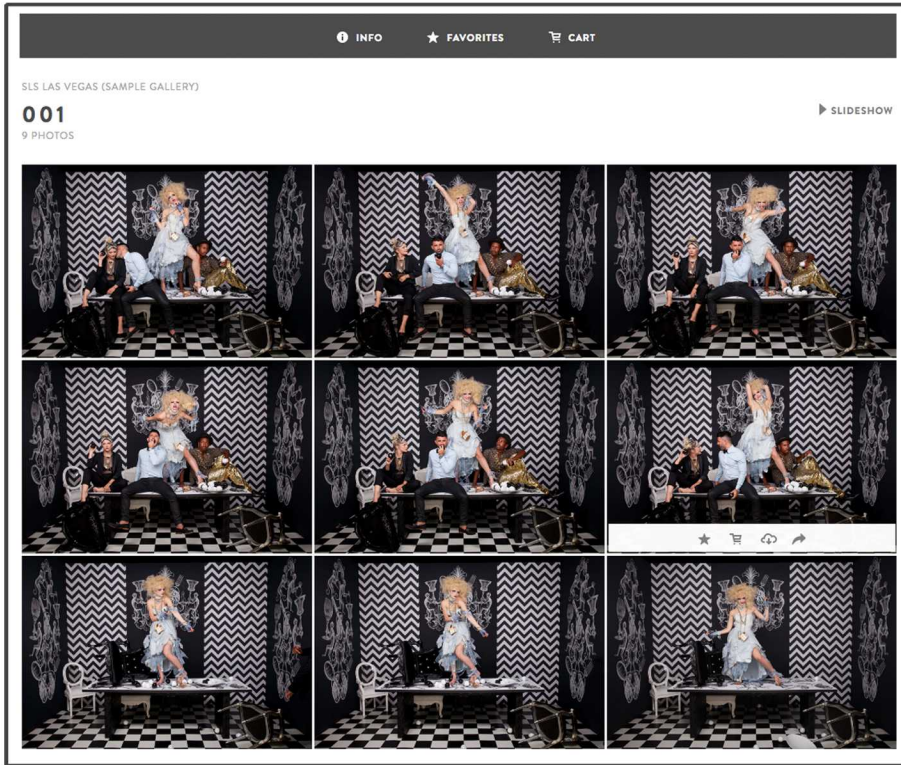 INFO FAVORITES CART
SLS LAS VEGAS (SAMPLE GALLERY)
001
SLIDESHOW
9 PHOTOS